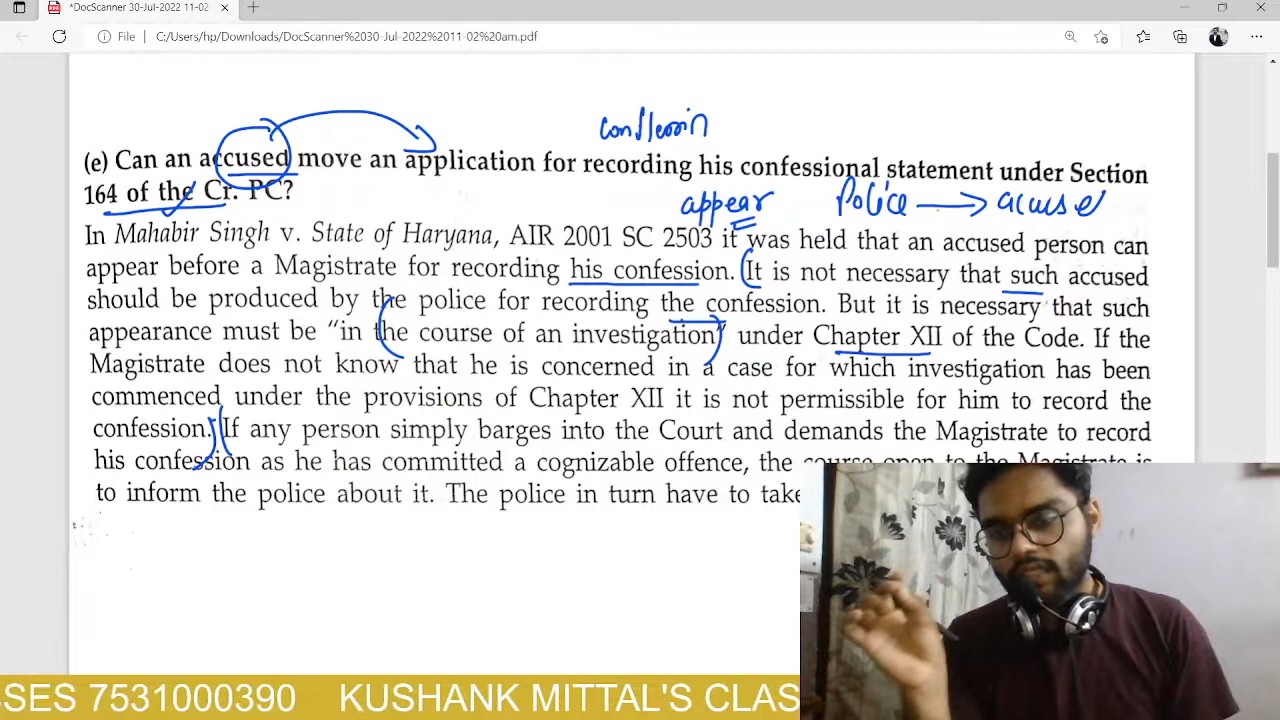 *DocScanner 30-Jul-2022 11-02
File
C:/Users/hp/Downloads/DocScanner%2030-Jul-2022%2011-02%20am.pdf
confession
(e) Can an accused move an application for recording his confessional statement under Section
164 of the Cr. PC?
appear Police → accused
In Mahabir Singh v. State of Haryana, AIR 2001 SC 2503 it was held that an accused person can
appear before a Magistrate for recording his confession. It is not necessary that such accused
should be produced by the police for recording the confession. But it is necessary that such
appearance must be “in the course of an investigation” under Chapter XII of the Code. If the
Magistrate does not know that he is concerned in a case for which investigation has been
commenced under the provisions of Chapter XII it is not permissible for him to record the
confession. If any person simply barges into the Court and demands the Magistrate to record
his confession as he has committed a cognizable offence, the course open to the Magistrate is
to inform the police about it. The police in turn have to take
SSES 7531000390 KUSHANK MITTAL'S CLAS